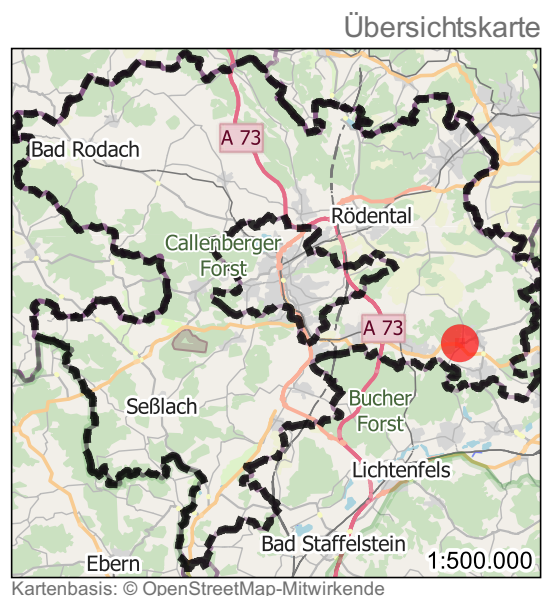 Übersichtskarte
A 73
Bad Rodach
Rödental
Callenberger
Forst
A 73
Bucher
Forst
Seßlach
Lichtenfels
Bad Staffelstein
Ebern
1:500.000
Kartenbasis: © OpenStreetMap-Mitwirkende